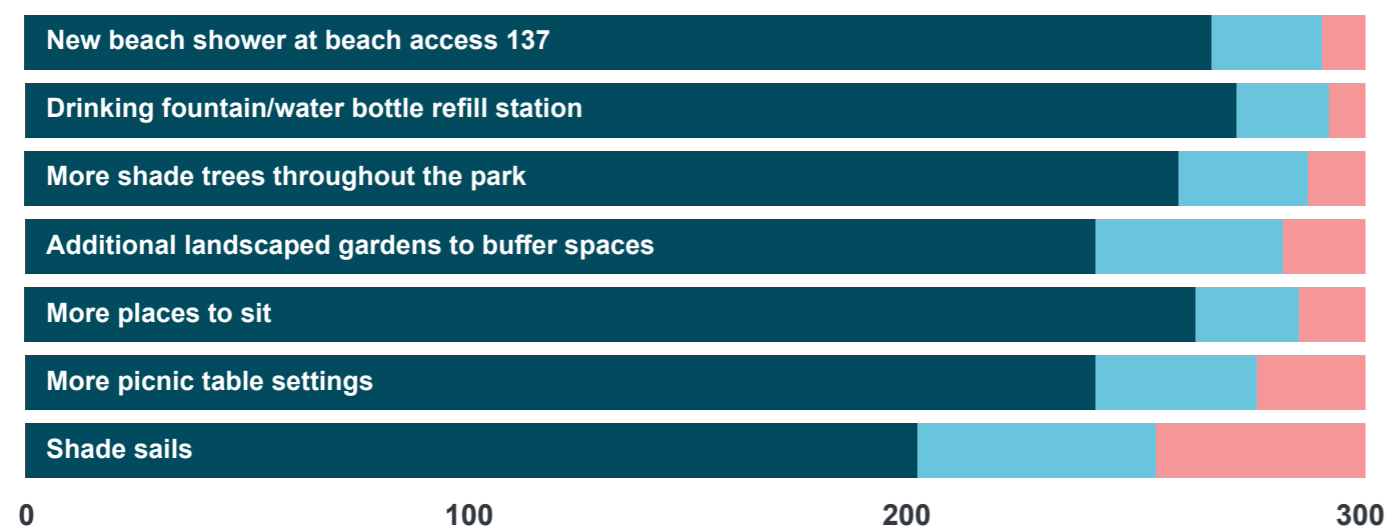 New beach shower at beach access 137
Drinking fountain/water bottle refill station
More shade trees throughout the park
Additional landscaped gardens to buffer spaces
More places to sit
More picnic table settings
Shade sails
0 100 200 300